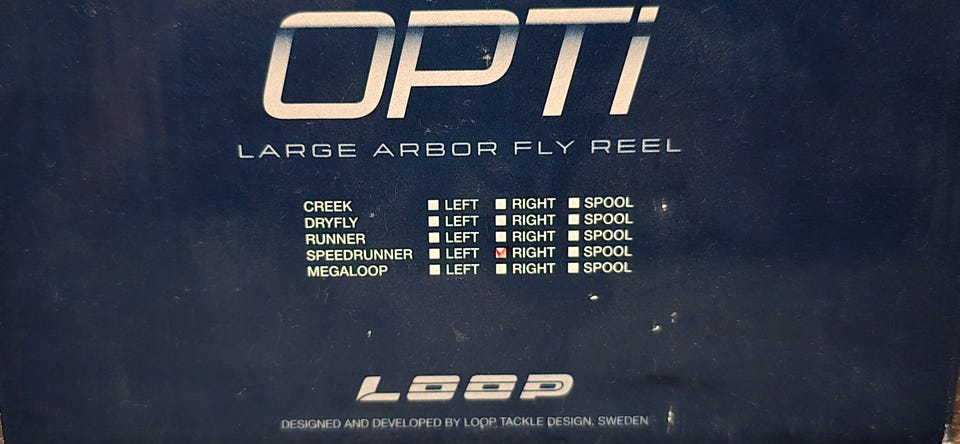 OPTi
LARGE ARBOR FLY REEL
CREEK LEFT RIGHT SPOOL
DRYFLY LEFT RIGHT SPOOL
RUNNER LEFT RIGHT SPOOL
SPEEDRUNNER LEFT RIGHT SPOOL
MEGALOOP LEFT RIGHT SPOOL
LOOP
DESIGNED AND DEVELOPED BY LOOP TACKLE DESIGN, SWEDEN